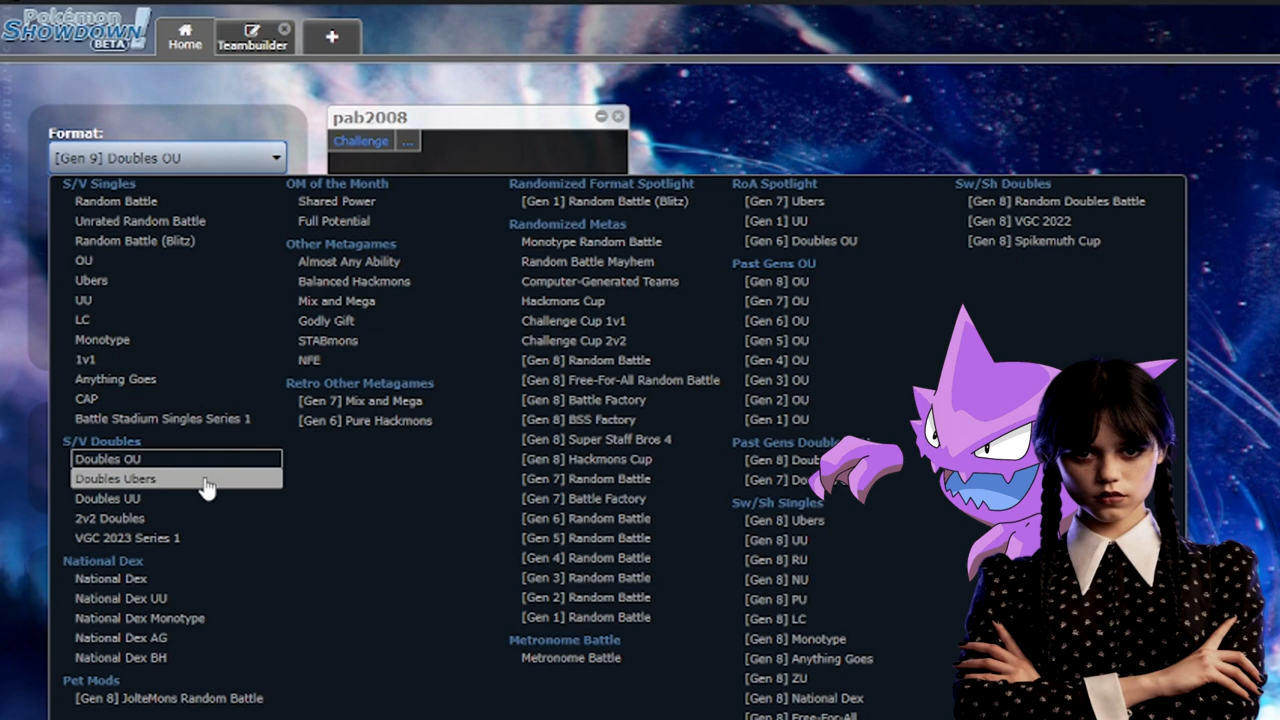 Pokémon
SHOWDOWN!
BETA
Home
Teambuilder
+
Format:
[Gen 9] Doubles OU
pab2008
Challenge
...
S/V Singles
Random Battle
Unrated Random Battle
Random Battle (Blitz)
OU
Ubers
UU
LC
Monotype
1v1
Anything Goes
CAP
Battle Stadium Singles Series 1
S/V Doubles
Doubles OU
Doubles Ubers
Doubles UU
2v2 Doubles
VGC 2023 Series 1
National Dex
National Dex
National Dex UU
National Dex Monotype
National Dex AG
National Dex BH
Pet Mods
[Gen 8] JolteMons Random Battle
OM of the Month
Shared Power
Full Potential
Other Metagames
Almost Any Ability
Balanced Hackmons
Mix and Mega
Godly Gift
STABmons
NFE
Retro Other Metagames
[Gen 7] Mix and Mega
[Gen 6] Pure Hackmons
Randomized Format Spotlight
[Gen 1] Random Battle (Blitz)
Randomized Metas
Monotype Random Battle
Random Battle Mayhem
Computer-Generated Teams
Hackmons Cup
Challenge Cup 1v1
Challenge Cup 2v2
[Gen 8] Random Battle
[Gen 8] Free-For-All Random Battle
[Gen 8] Battle Factory
[Gen 8] BSS Factory
[Gen 8] Super Staff Bros 4
[Gen 8] Hackmons Cup
[Gen 7] Random Battle
[Gen 7] Battle Factory
[Gen 6] Random Battle
[Gen 5] Random Battle
[Gen 4] Random Battle
[Gen 3] Random Battle
[Gen 2] Random Battle
[Gen 1] Random Battle
Metronome Battle
Metronome Battle
RoA Spotlight
[Gen 7] Ubers
[Gen 1] UU
[Gen 6] Doubles OU
Past Gens OU
[Gen 8] OU
[Gen 7] OU
[Gen 6] OU
[Gen 5] OU
[Gen 4] OU
[Gen 3] OU
[Gen 2] OU
[Gen 1] OU
Past Gens Double
[Gen 8] Doub
[Gen 7] Do
Sw/Sh Singles
[Gen 8] Ubers
[Gen 8] UU
[Gen 8] RU
[Gen 8] NU
[Gen 8] PU
[Gen 8] LC
[Gen 8] Monotype
[Gen 8] Anything Goes
[Gen 8] ZU
[Gen 8] National Dex
[Gen 8] Free-For-All
Sw/Sh Doubles
[Gen 8] Random Doubles Battle
[Gen 8] VGC 2022
[Gen 8] Spikemuth Cup